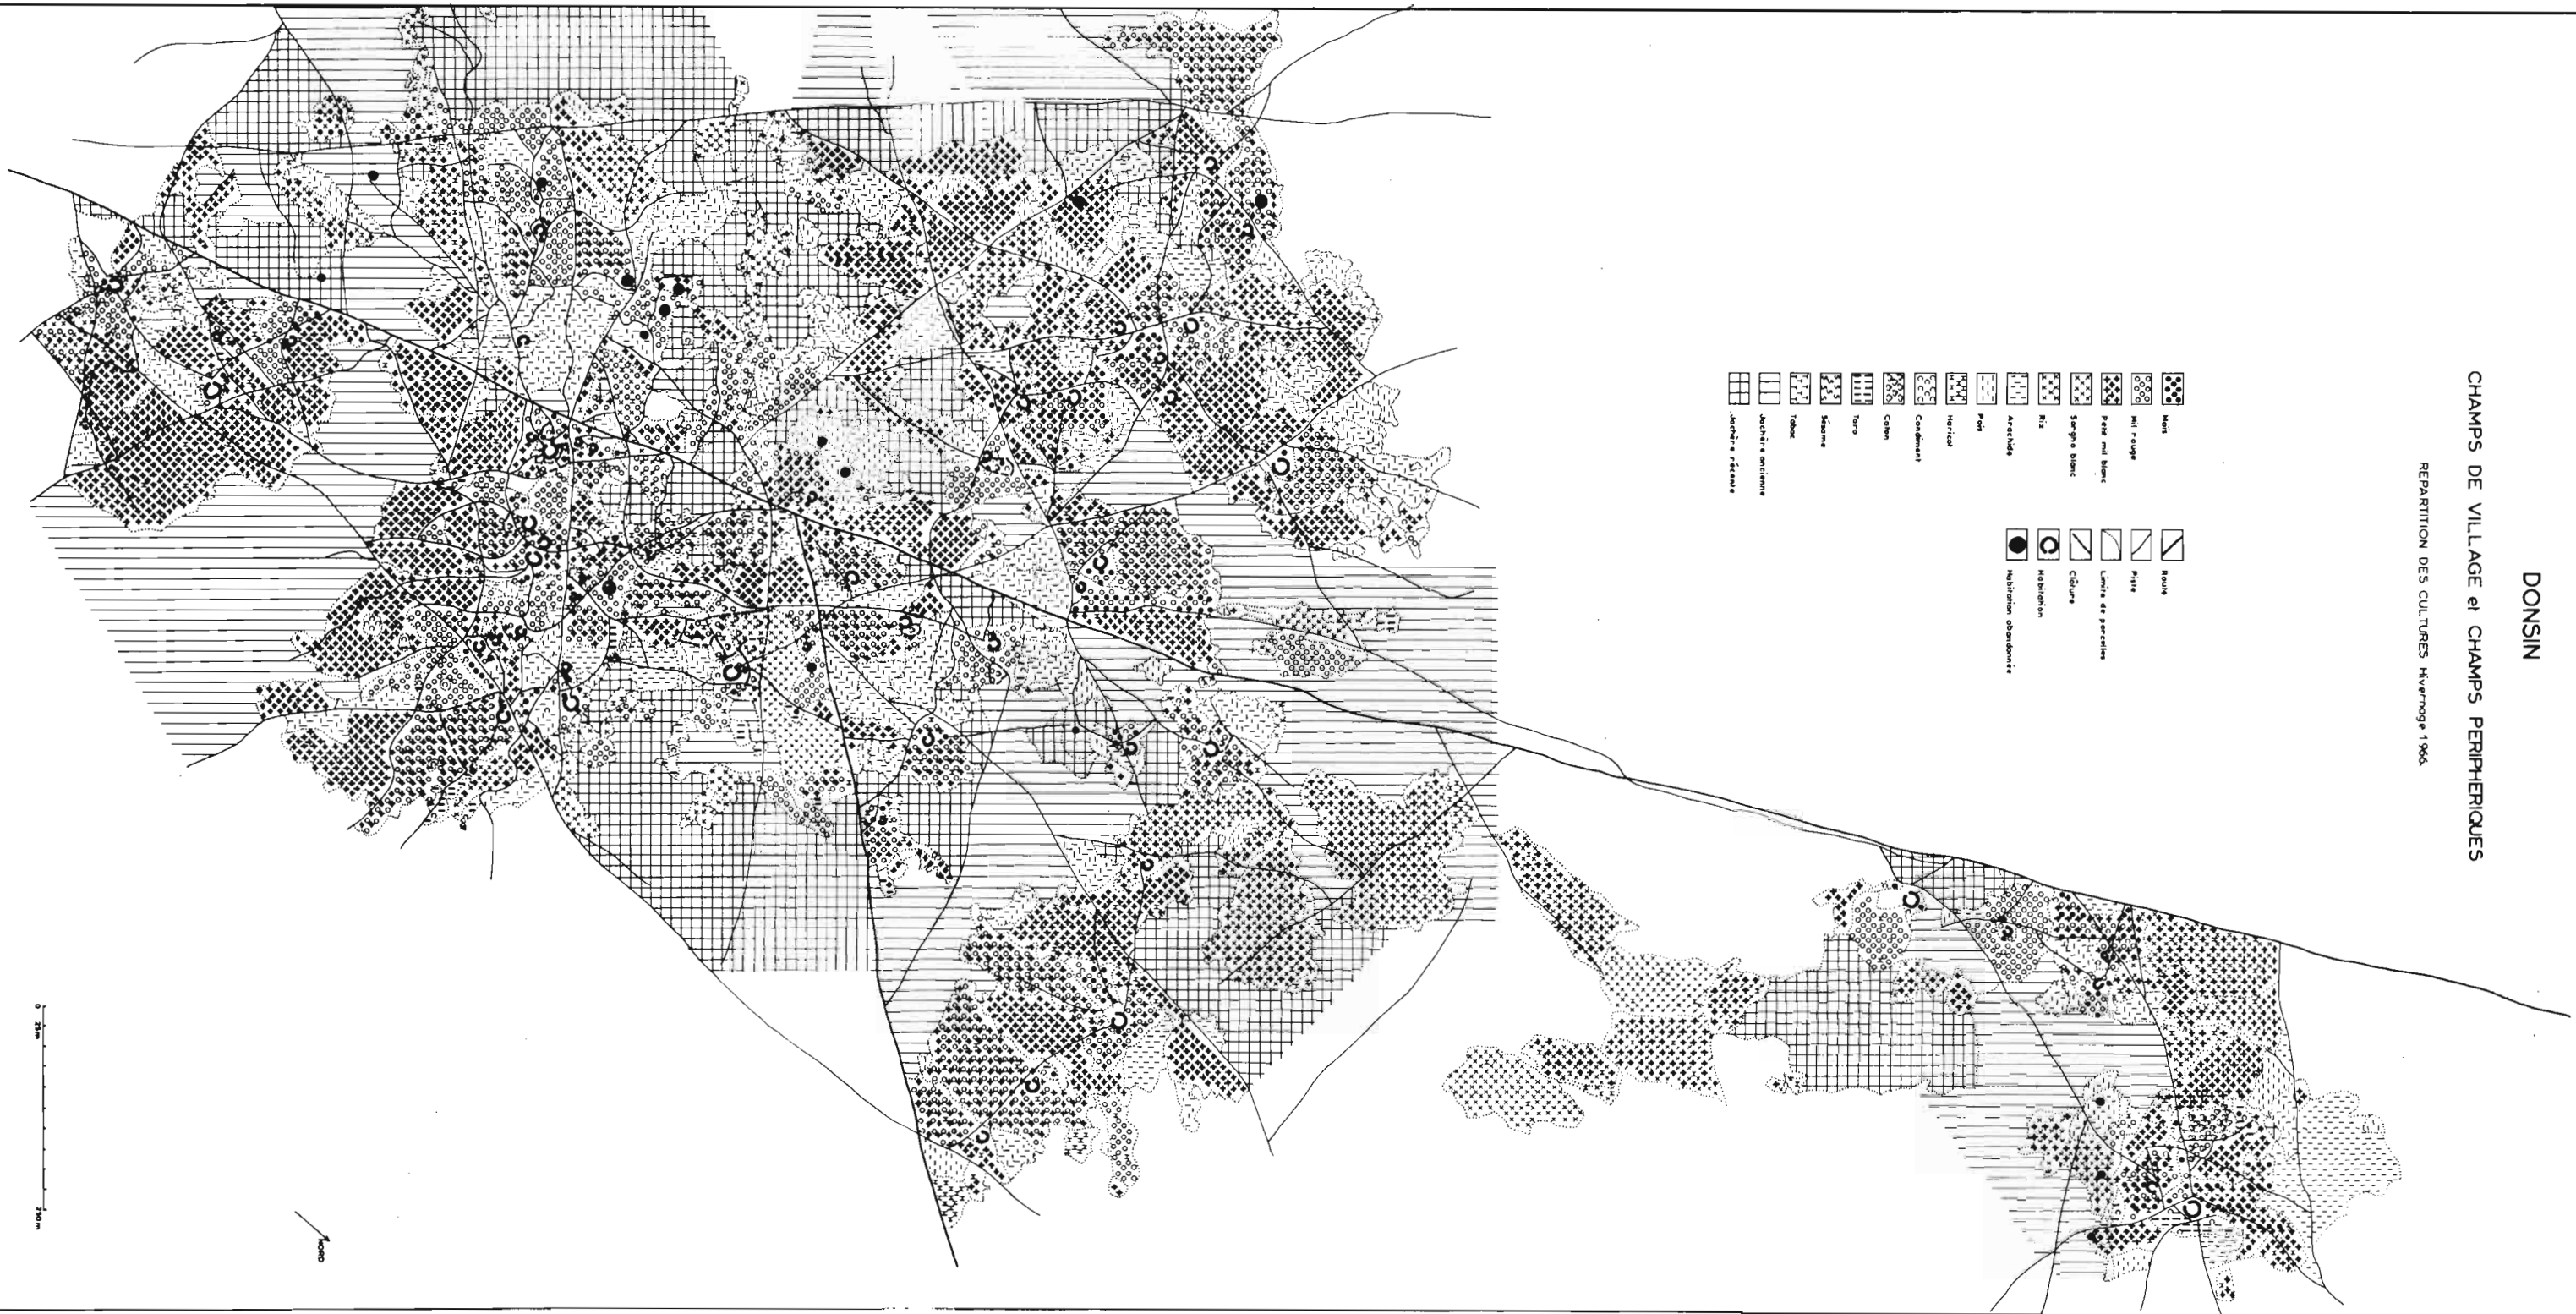 DONSIN
CHAMPS DE VILLAGE et CHAMPS PERIPHERIQUES
REPARTITION DES CULTURES Hivernage 1966.
Maïs
Mil rouge
Petit mil blanc
Sorgho blanc
Riz
Arachide
Pois
Haricot
Condiment
Coton
Taro
Sésame
Tabac
Jachère ancienne
Jachère récente
Route
Piste
Limite de parcelles
Clôture
Habitation
Habitation abandonnée
0 25m 250m
NORD